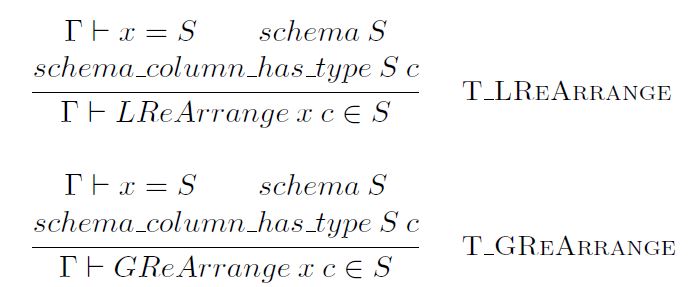 Γ ⊢ x = S schema S
schema_column_has_type S c
T_LREARRANGE
Γ ⊢ LReArrange x c ∈ S
Γ ⊢ x = S schema S
schema_column_has_type S c
T_GREARRANGE
Γ ⊢ GReArrange x c ∈ S